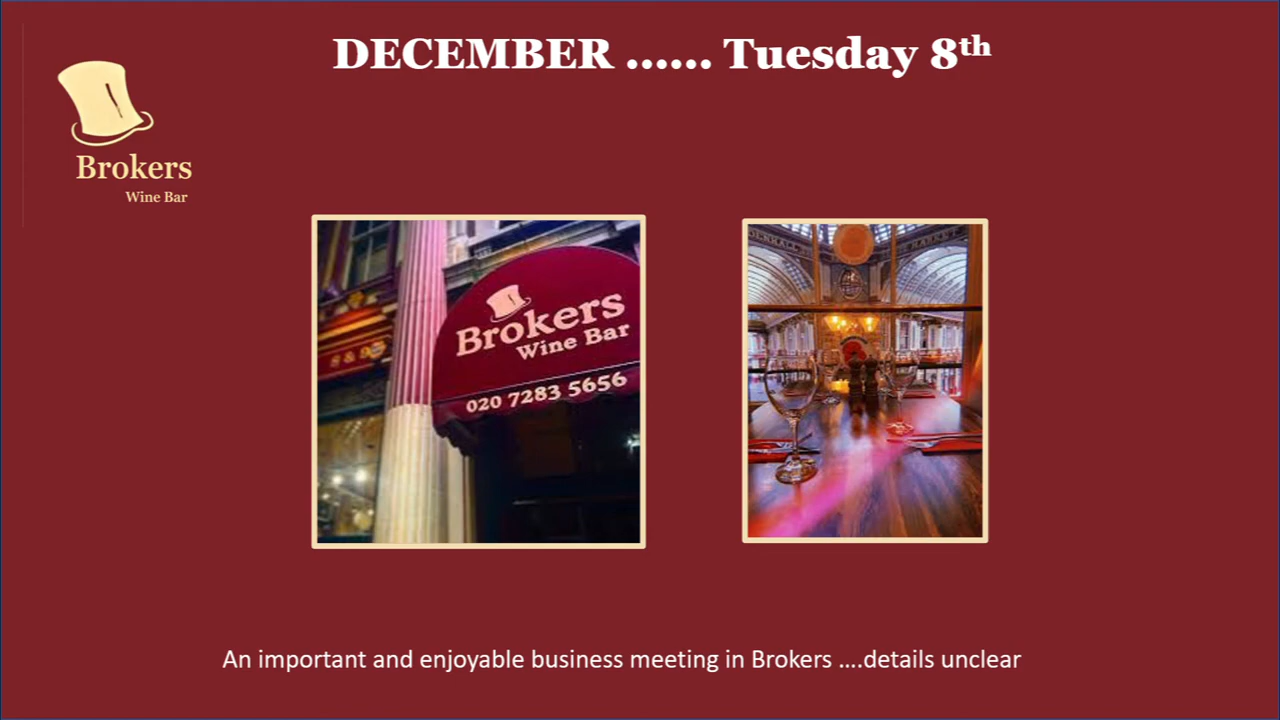 DECEMBER ...... Tuesday 8th
Brokers
Wine Bar
Brokers
Wine Bar
020 7283 5656
An important and enjoyable business meeting in Brokers ....details unclear